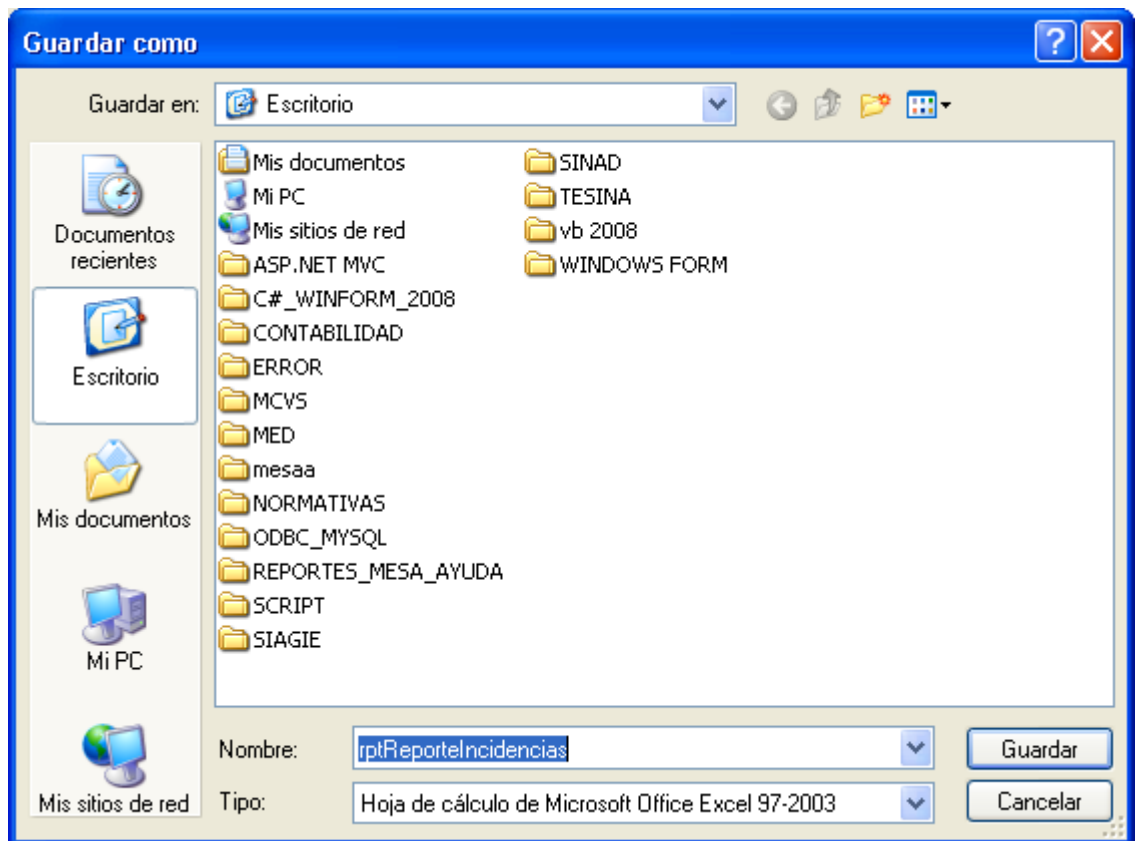 Guardar como
Guardar en:
Escritorio
Documentos
recientes
Escritorio
Mis documentos
Mi PC
Mis sitios de red
Mis documentos
Mi PC
Mis sitios de red
ASP.NET MVC
C#_WINFORM_2008
CONTABILIDAD
ERROR
MCVS
MED
mesaa
NORMATIVAS
ODBC_MYSQL
REPORTES_MESA_AYUDA
SCRIPT
SIAGIE
SINAD
TESINA
vb 2008
WINDOWS FORM
Nombre:
rptReporteIncidencias
Guardar
Tipo:
Hoja de cálculo de Microsoft Office Excel 97-2003
Cancelar